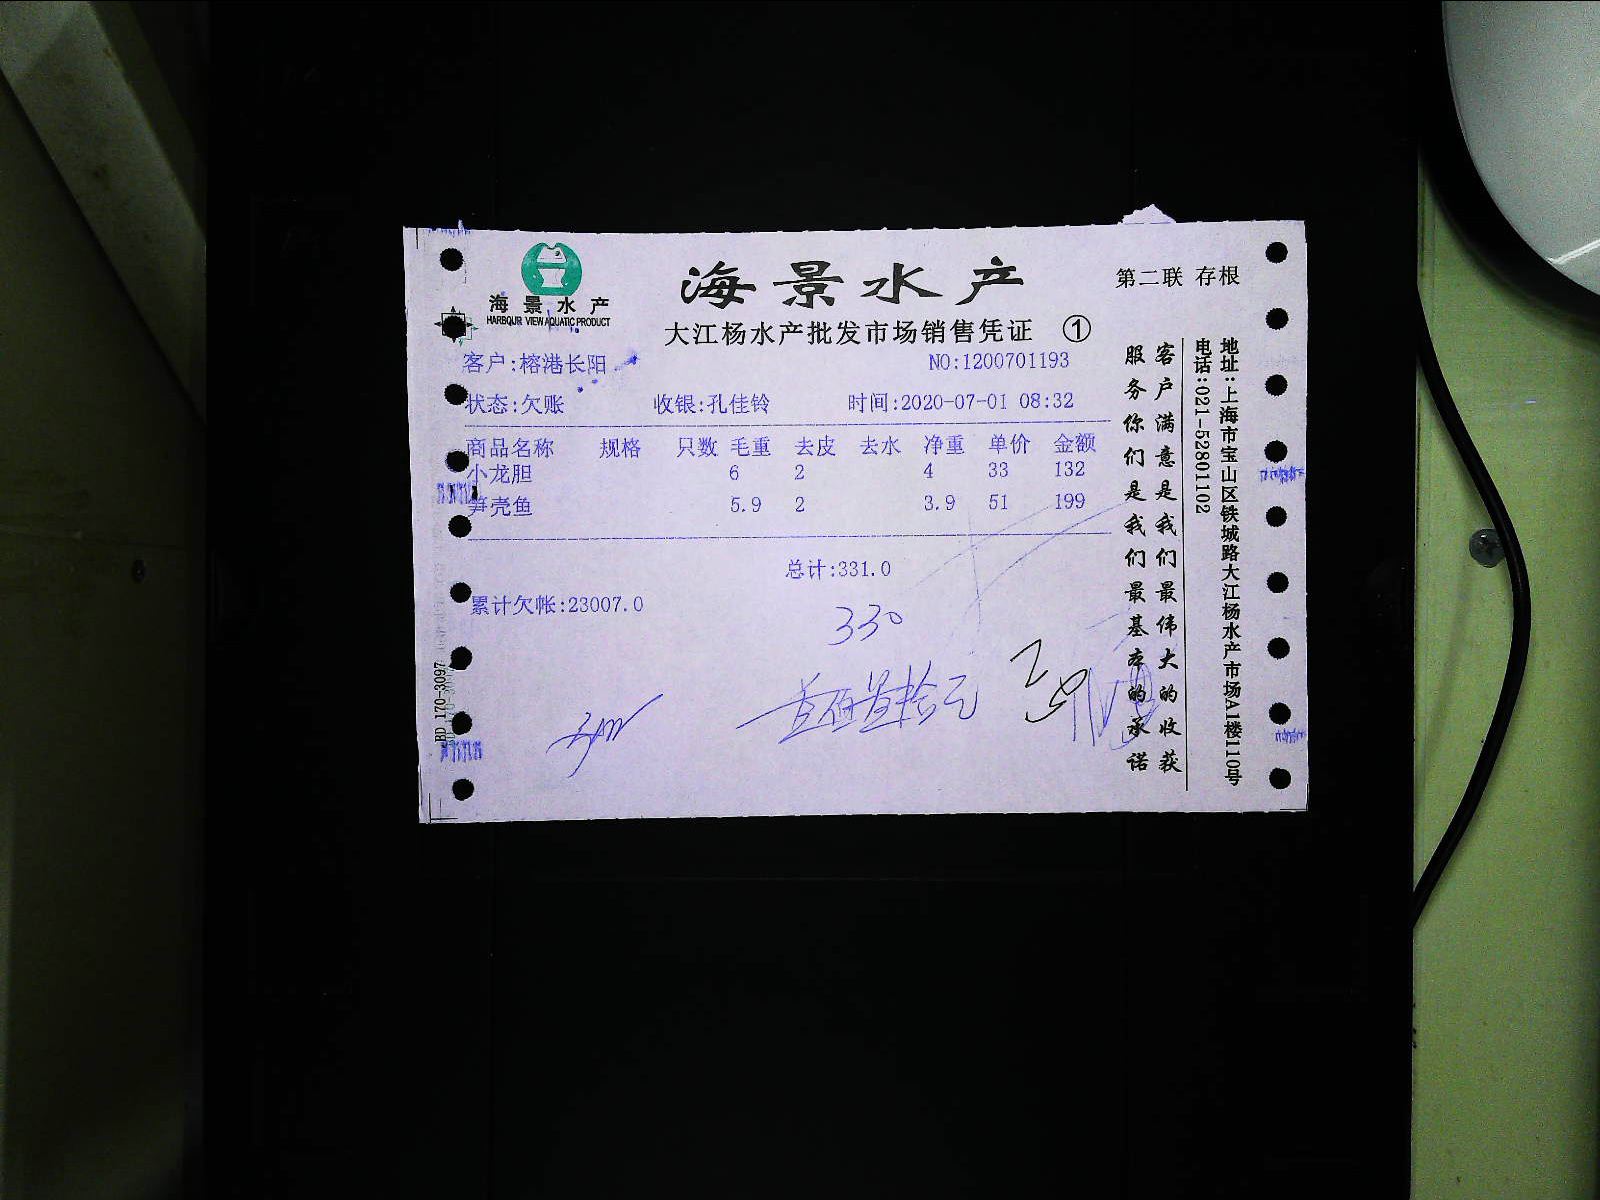 海景水产
HARBOUR VIEW AQUATIC PRODUCT
海景水产
第二联 存根
大江杨水产批发市场销售凭证 ①
客户:榕港长阳 NO:1200701193
状态:欠账 收银:孔佳铃 时间:2020-07-01 08:32
商品名称 规格 只数 毛重 去皮 去水 净重 单价 金额
小龙胆 6 2 4 33 132
笋壳鱼 5.9 2 3.9 51 199
总计:331.0
累计欠帐:23007.0
330
叁佰叁拾元
客户满意是我们最伟大的收获
服务你们是我们最基本的承诺
地址:上海市宝山区铁城路大江杨水产市场A1楼110号
电话:021-52801102
BD 170-3097